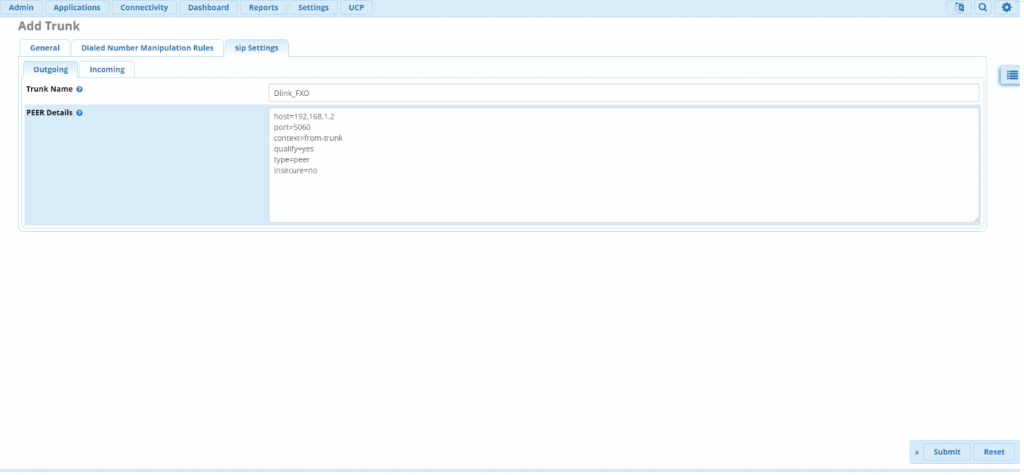 Admin Applications Connectivity Dashboard Reports Settings UCP
Add Trunk
General Dialed Number Manipulation Rules sip Settings
Outgoing Incoming
Trunk Name
Dlink_FXO
PEER Details
host=192.168.1.2
port=5060
context=from-trunk
qualify=yes
type=peer
insecure=no
» Submit Reset